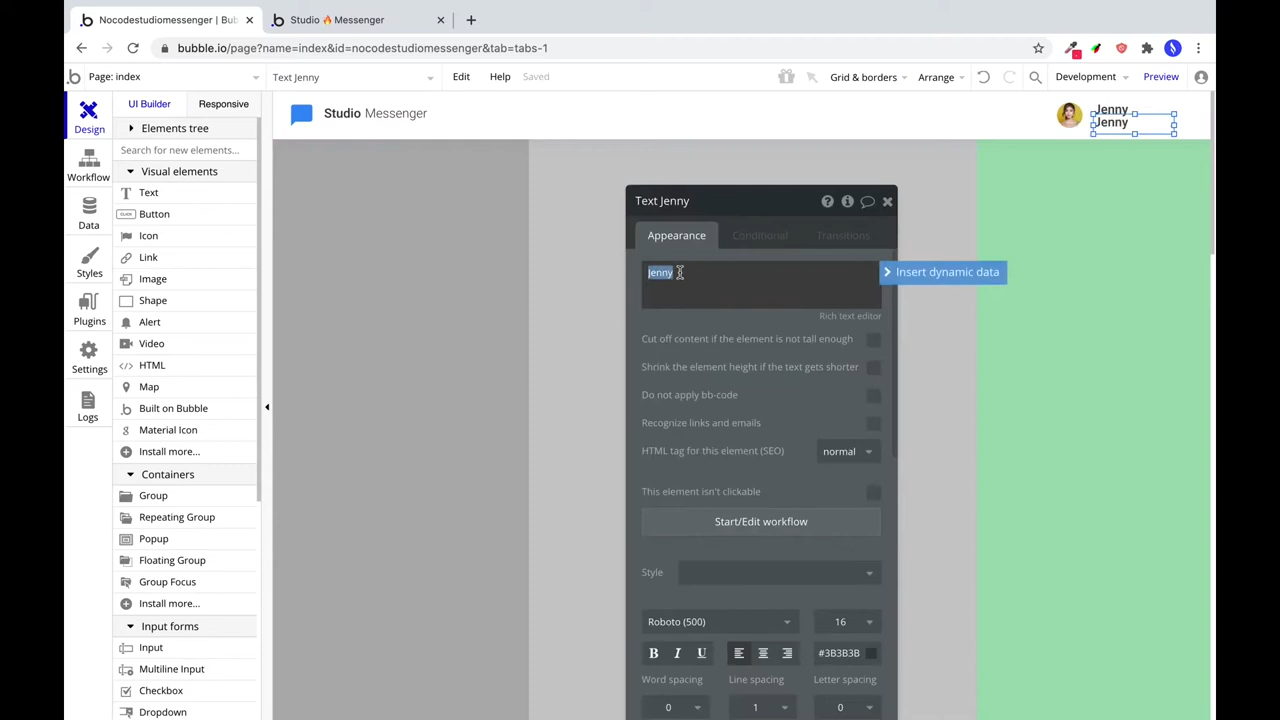 Nocodestudiomessenger | Bub
Studio 🔥 Messenger
bubble.io/page?name=index&id=nocodestudiomessenger&tab=tabs-1
Page: index
Text Jenny
Edit
Help
Saved
Grid & borders
Arrange
Development
Preview
Design
Workflow
Data
Styles
Plugins
Settings
Logs
UI Builder
Responsive
Elements tree
Search for new elements...
Visual elements
Text
CLICK
Button
Icon
Link
Image
Shape
Alert
Video
HTML
Map
Built on Bubble
Material Icon
Install more...
Containers
Group
Repeating Group
Popup
Floating Group
Group Focus
Install more...
Input forms
Input
Multiline Input
Checkbox
Dropdown
Studio Messenger
Jenny
Jenny
Text Jenny
Appearance
Conditional
Transitions
Jenny
Insert dynamic data
Rich text editor
Cut off content if the element is not tall enough
Shrink the element height if the text gets shorter
Do not apply bb-code
Recognize links and emails
HTML tag for this element (SEO)
normal
This element isn't clickable
Start/Edit workflow
Style
Roboto (500)
16
B I U
#3B3B3B
Word spacing
Line spacing
Letter spacing
0
1
0